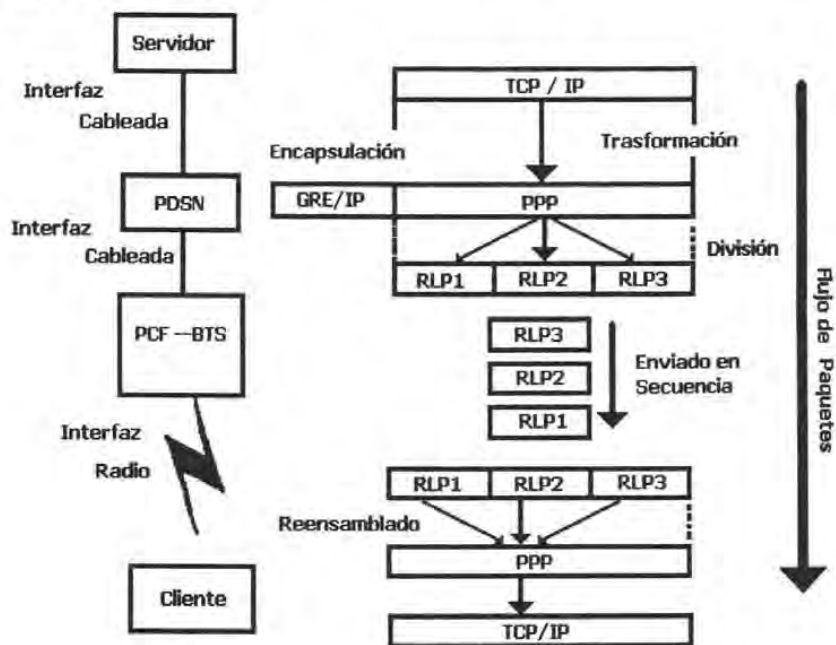 Servidor
Interfaz
Cableada
PDSN
Interfaz
Cableada
PCF --BTS
Interfaz
Radio
Cliente
TCP / IP
Encapsulación
Trasformación
GRE/IP
PPP
División
RLP1
RLP2
RLP3
RLP3
RLP2
RLP1
Enviado en
Secuencia
RLP1
RLP2
RLP3
Reensamblado
PPP
TCP/IP
Flujo de Paquetes